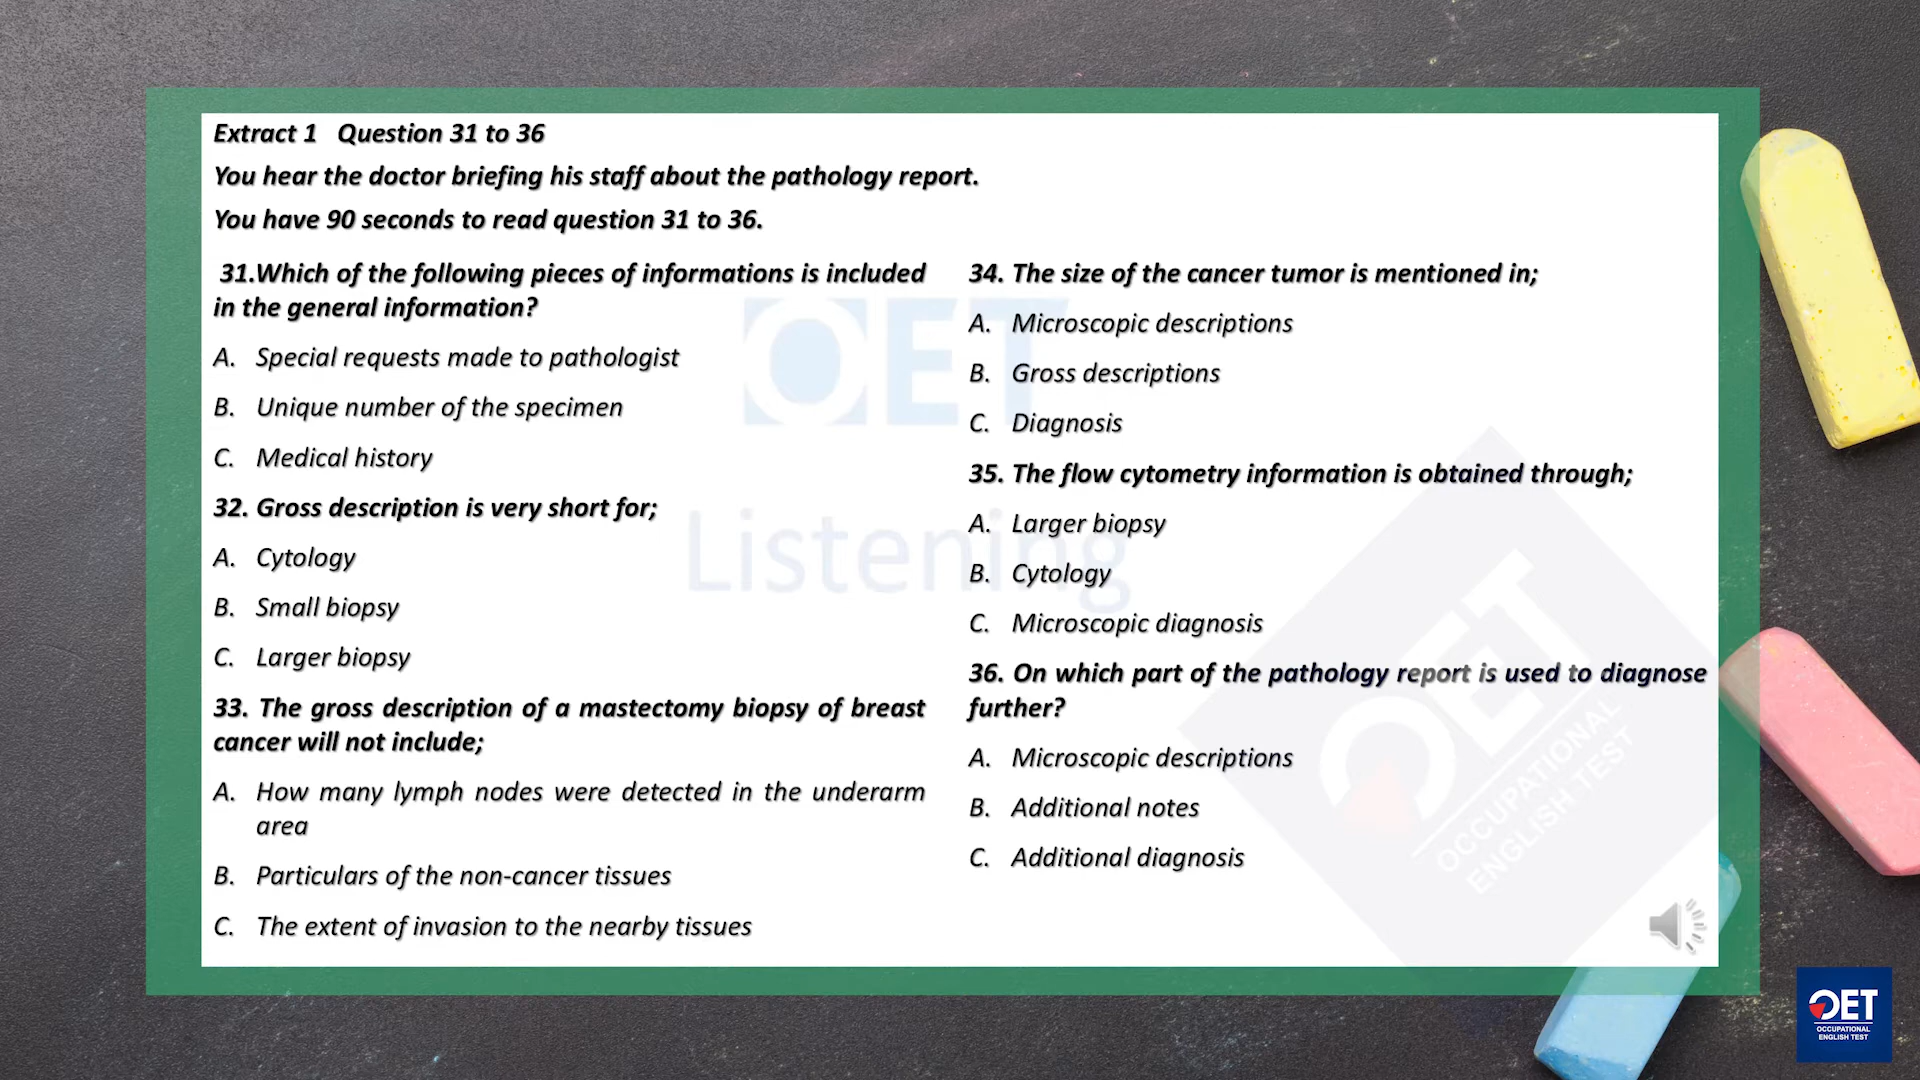 Extract 1 Question 31 to 36
You hear the doctor briefing his staff about the pathology report.
You have 90 seconds to read question 31 to 36.
31.Which of the following pieces of informations is included
in the general information?
A. Special requests made to pathologist
B. Unique number of the specimen
C. Medical history
32. Gross description is very short for;
A. Cytology
B. Small biopsy
C. Larger biopsy
33. The gross description of a mastectomy biopsy of breast
cancer will not include;
A. How many lymph nodes were detected in the underarm
area
B. Particulars of the non-cancer tissues
C. The extent of invasion to the nearby tissues
34. The size of the cancer tumor is mentioned in;
A. Microscopic descriptions
B. Gross descriptions
C. Diagnosis
35. The flow cytometry information is obtained through;
A. Larger biopsy
B. Cytology
C. Microscopic diagnosis
36. On which part of the pathology report is used to diagnose
further?
A. Microscopic descriptions
B. Additional notes
C. Additional diagnosis
OET
Listening
OET
OCCUPATIONAL
ENGLISH TEST
OET
OCCUPATIONAL
ENGLISH TEST